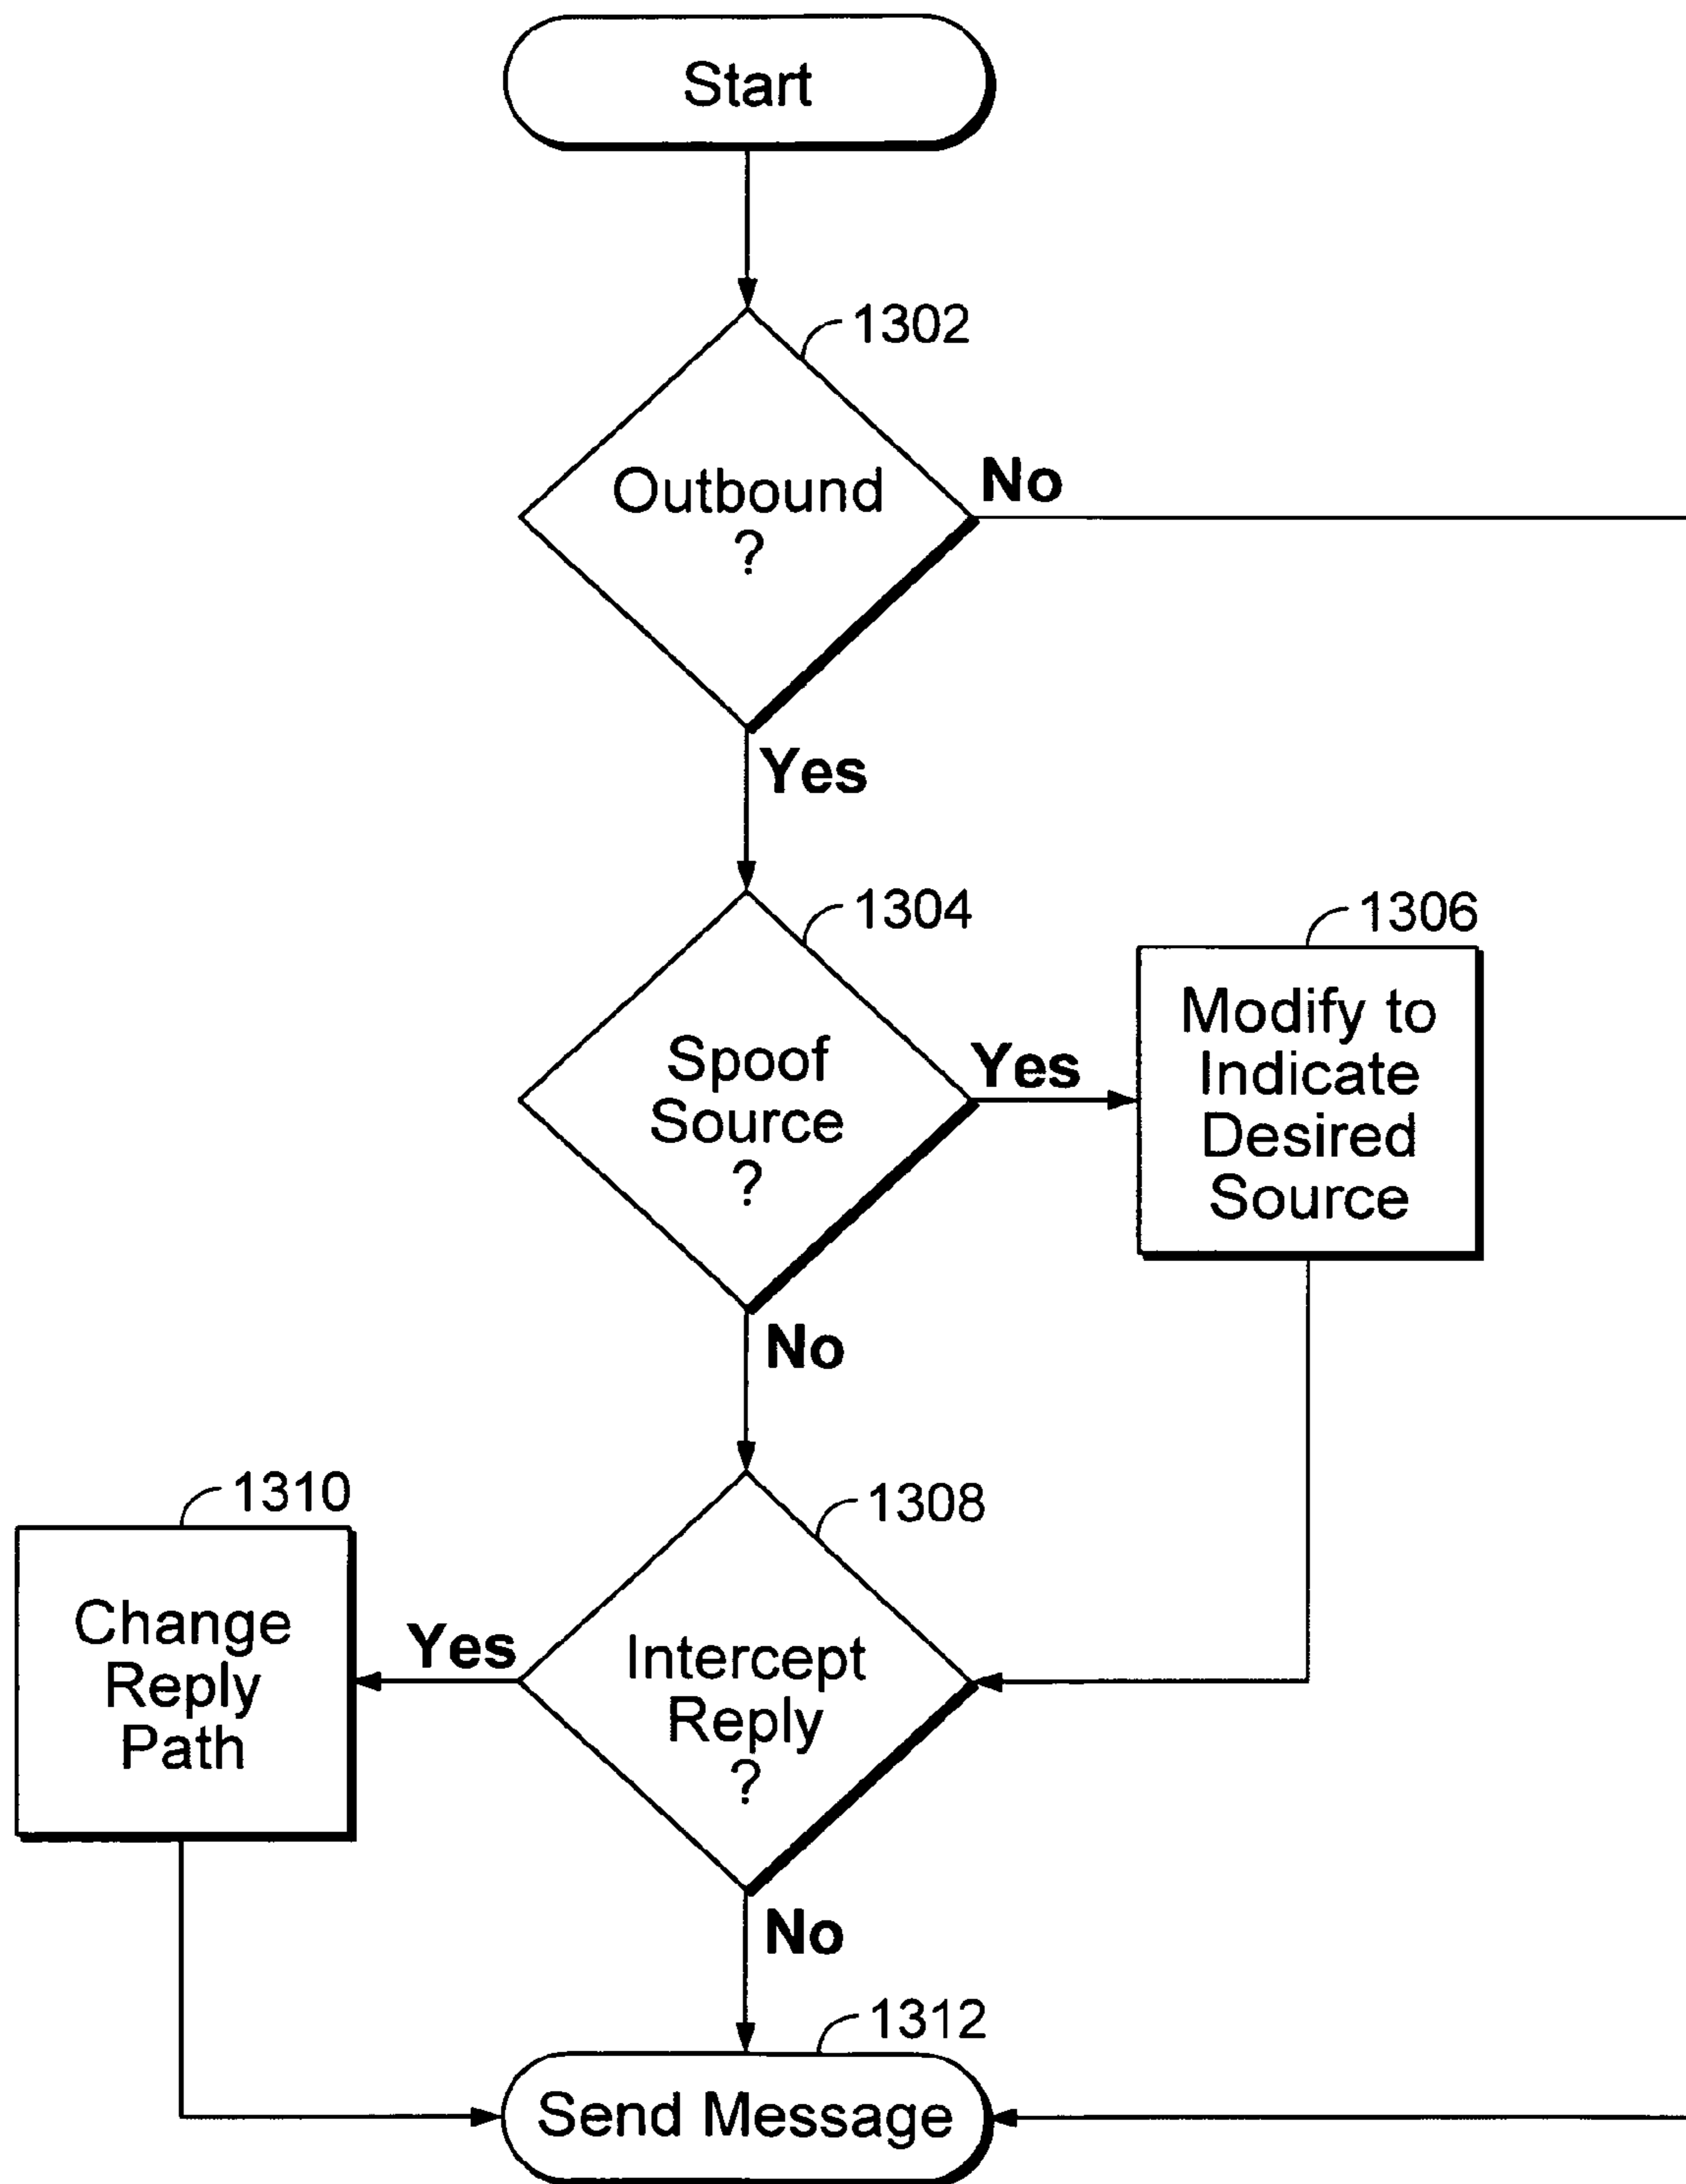 Start
1302
Outbound
?
No
Yes
1304
Spoof
Source
?
Yes
1306
Modify to
Indicate
Desired
Source
No
1308
Intercept
Reply
?
Yes
1310
Change
Reply
Path
No
1312
Send Message